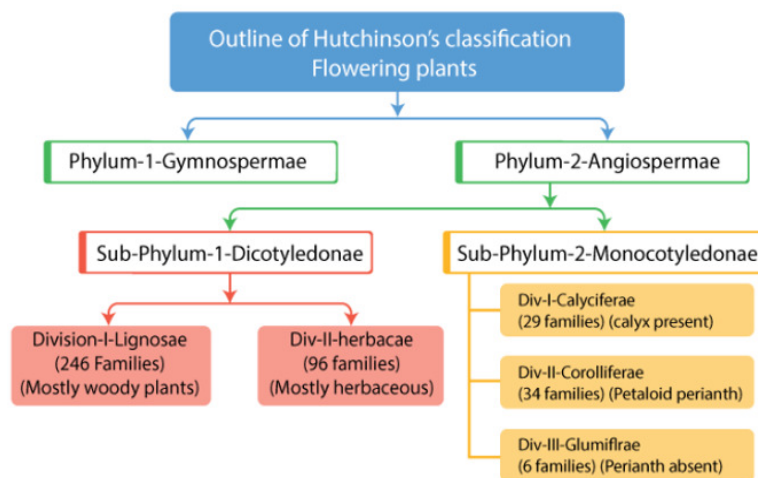 Outline of Hutchinson's classification
Flowering plants
Phylum-1-Gymnospermae
Phylum-2-Angiospermae
Sub-Phylum-1-Dicotyledonae
Sub-Phylum-2-Monocotyledonae
Division-I-Lignosae
(246 Families)
(Mostly woody plants)
Div-II-herbacae
(96 families)
(Mostly herbaceous)
Div-I-Calyciferae
(29 families) (calyx present)
Div-II-Corolliferae
(34 families) (Petaloid perianth)
Div-III-Glumiflrae
(6 families) (Perianth absent)